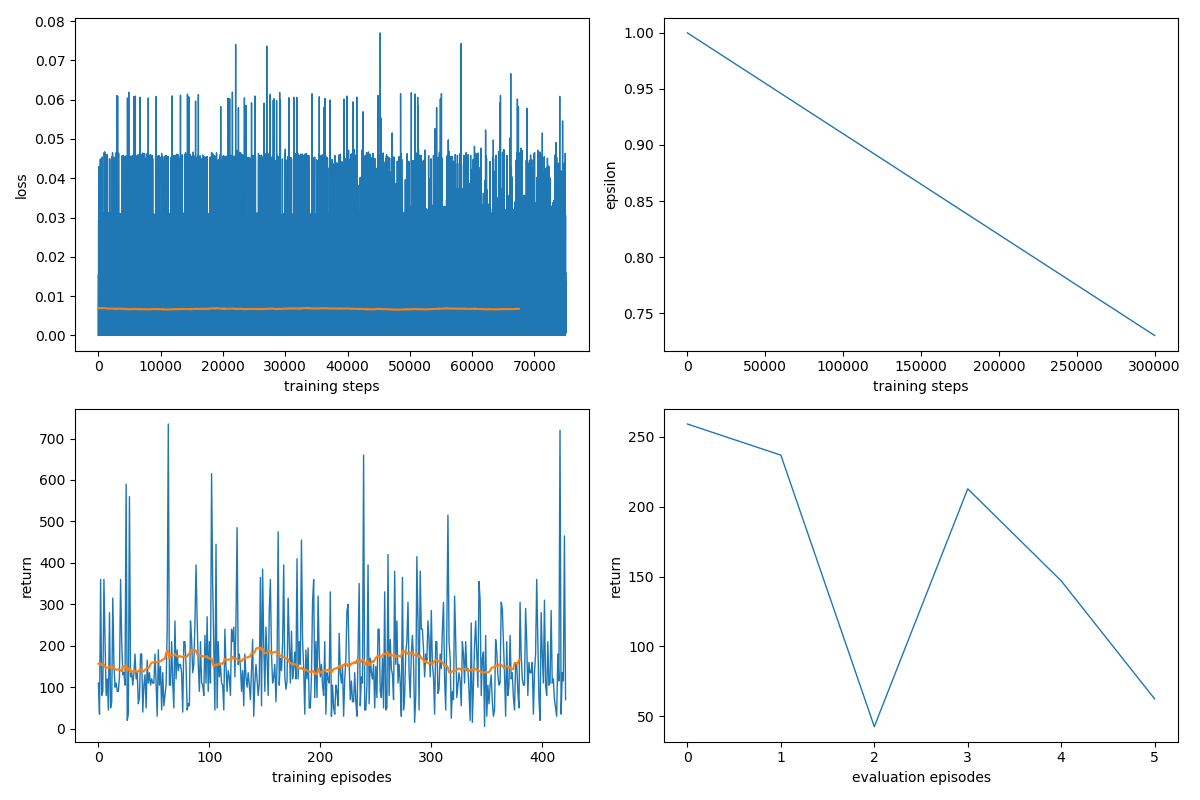 0.08
0.07
0.06
0.05
0.04
0.03
0.02
0.01
0.00
loss
0 10000 20000 30000 40000 50000 60000 70000
training steps
1.00
0.95
0.90
0.85
0.80
0.75
epsilon
0 50000 100000 150000 200000 250000 300000
training steps
700
600
500
400
300
200
100
0
return
0 100 200 300 400
training episodes
250
200
150
100
50
return
0 1 2 3 4 5
evaluation episodes